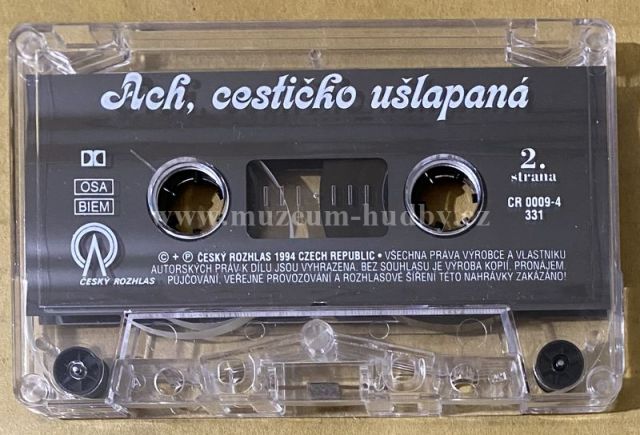 Ach, cestičko ušlapaná
OSA
BIEM
2.
strana
CR 0009-4
331
www.muzeum-hudby.cz
ČESKÝ ROZHLAS
© + ℗ ČESKÝ ROZHLAS 1994 CZECH REPUBLIC • VŠECHNA PRÁVA VÝROBCE A VLASTNÍKU
AUTORSKÝCH PRÁV K DÍLU JSOU VYHRAZENA. BEZ SOUHLASU JE VÝROBA KOPIÍ, PRONÁJEM,
PŮJČOVÁNÍ, VEŘEJNÉ PROVOZOVÁNÍ A ROZHLASOVÉ ŠÍŘENÍ TÉTO NAHRÁVKY ZAKÁZÁNO!